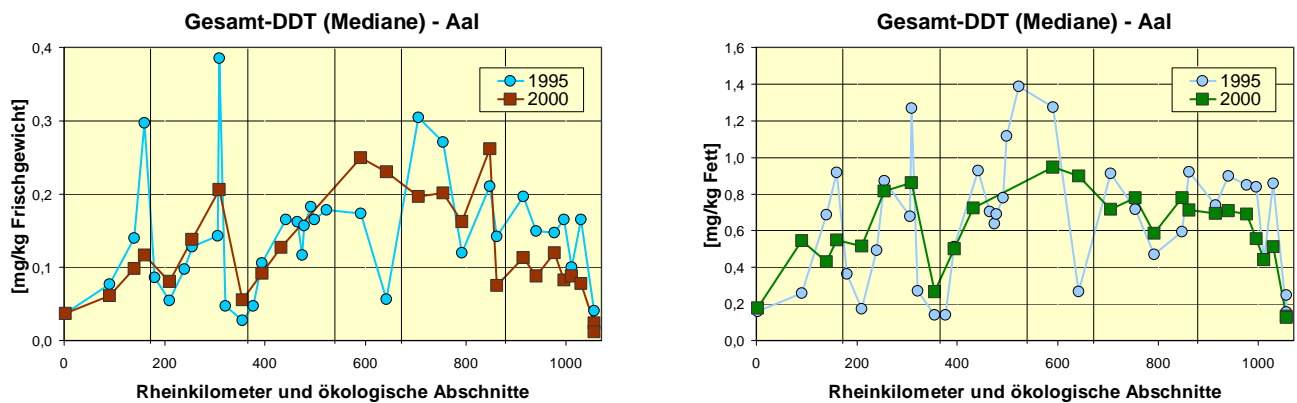 Gesamt-DDT (Mediane) - Aal
[mg/kg Frischgewicht]
0,4
0,3
0,2
0,1
0,0
1995
2000
0 200 400 600 800 1000
Rheinkilometer und ökologische Abschnitte
Gesamt-DDT (Mediane) - Aal
[mg/kg Fett]
1,6
1,4
1,2
1,0
0,8
0,6
0,4
0,2
0,0
1995
2000
0 200 400 600 800 1000
Rheinkilometer und ökologische Abschnitte